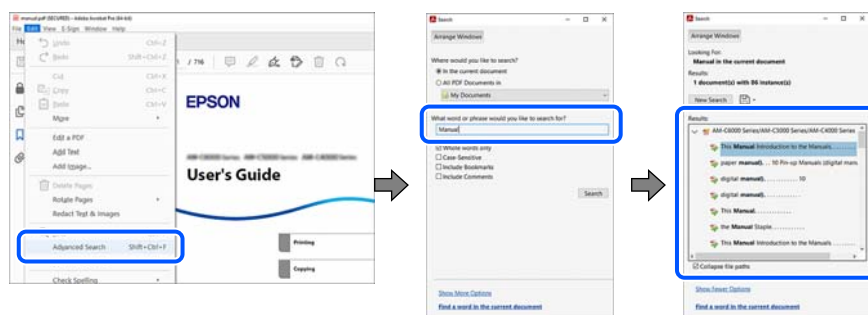 manual.pdf (SECURED) - Adobe Acrobat Pro (64-bit)
File Edit View E-Sign Window Help
Undo Ctrl+Z
Redo Shift+Ctrl+Z
Cut Ctrl+X
Copy Ctrl+C
Paste Ctrl+V
More
Edit a PDF
Add Text
Add Image...
Delete Pages
Rotate Pages
Redact Text & Images
Advanced Search Shift+Ctrl+F
Check Spelling
/ 716
EPSON
User's Guide
Printing
Copying
Search
Arrange Windows
Where would you like to search?
In the current document
All PDF Documents in
My Documents
What word or phrase would you like to search for?
Manual
Whole words only
Case-Sensitive
Include Bookmarks
Include Comments
Search
Show More Options
Find a word in the current document
Search
Arrange Windows
Looking For:
Manual in the current document
Results:
1 document(s) with 86 instance(s)
New Search
Results:
AM-C6000 Series/AM-C5000 Series/AM-C4000 Series
This Manual Introduction to the Manuals..........
paper manual). .. 10 Pin-up Manuals (digital man
digital manual).............10
This Manual.............
the Manual Staple............
This Manual Introduction to the Manuals ......
Collapse file paths
Show Fewer Options
Find a word in the current document